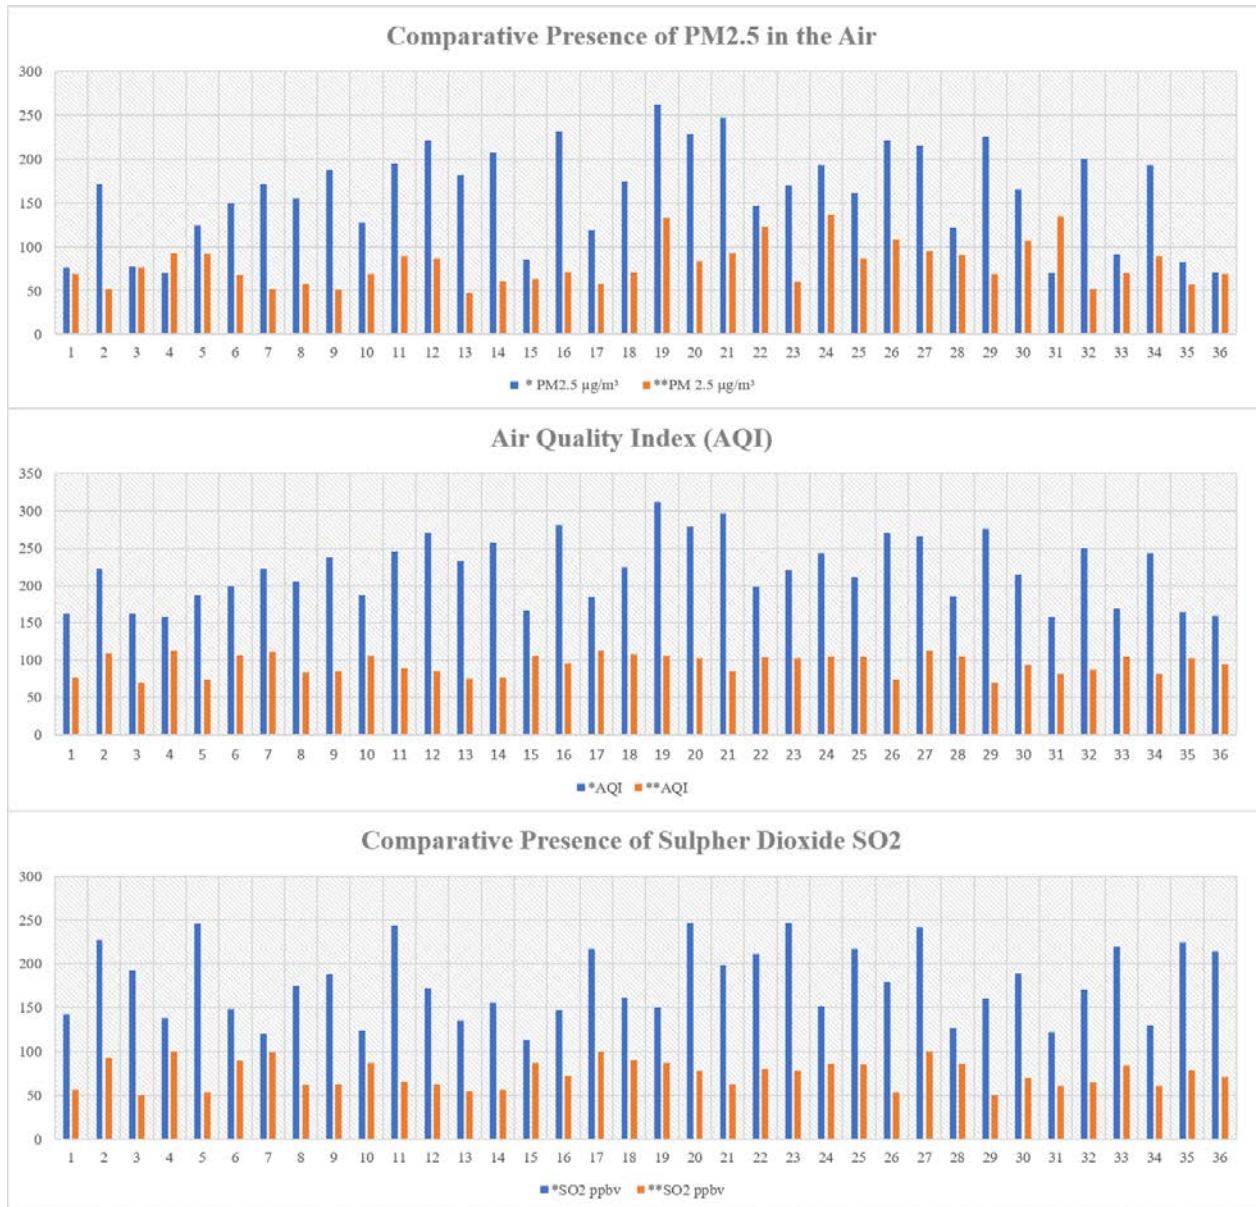 Comparative Presence of PM2.5 in the Air
300
250
200
150
100
50
0
1 2 3 4 5 6 7 8 9 10 11 12 13 14 15 16 17 18 19 20 21 22 23 24 25 26 27 28 29 30 31 32 33 34 35 36
* PM2.5 µg/m³ **PM 2.5 µg/m³
Air Quality Index (AQI)
350
300
250
200
150
100
50
0
1 2 3 4 5 6 7 8 9 10 11 12 13 14 15 16 17 18 19 20 21 22 23 24 25 26 27 28 29 30 31 32 33 34 35 36
*AQI **AQI
Comparative Presence of Sulpher Dioxide SO2
300
250
200
150
100
50
0
1 2 3 4 5 6 7 8 9 10 11 12 13 14 15 16 17 18 19 20 21 22 23 24 25 26 27 28 29 30 31 32 33 34 35 36
*SO2 ppbv **SO2 ppbv